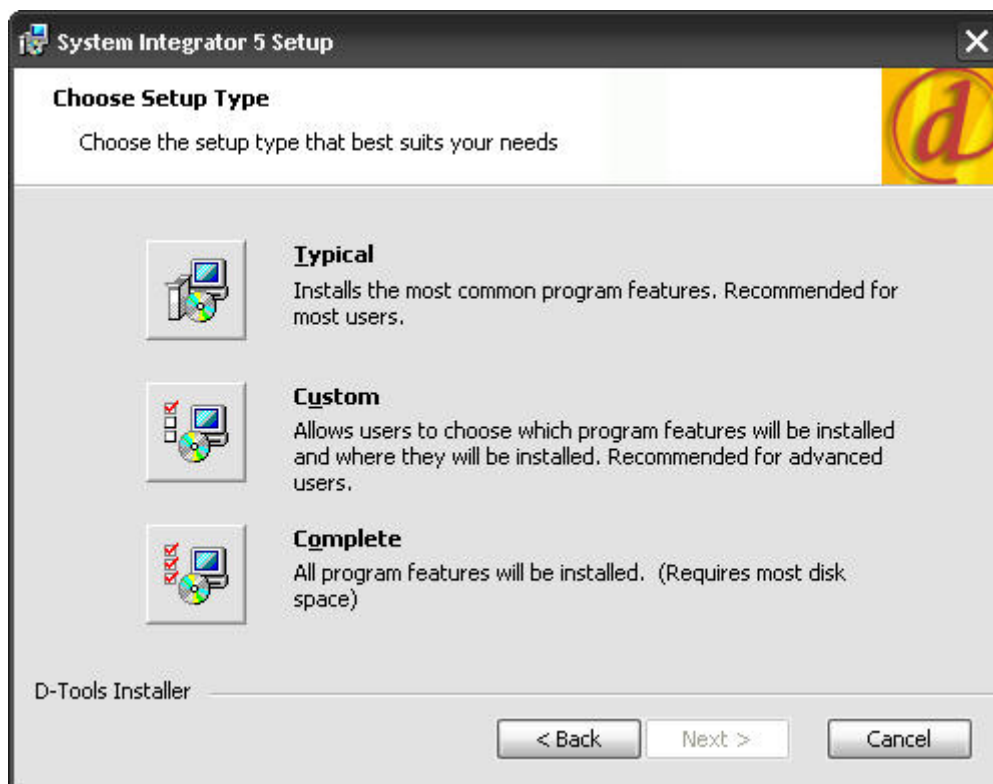 System Integrator 5 Setup
Choose Setup Type
Choose the setup type that best suits your needs
d
Typical
Installs the most common program features. Recommended for
most users.
Custom
Allows users to choose which program features will be installed
and where they will be installed. Recommended for advanced
users.
Complete
All program features will be installed.  (Requires most disk
space)
D-Tools Installer
< Back
Next >
Cancel